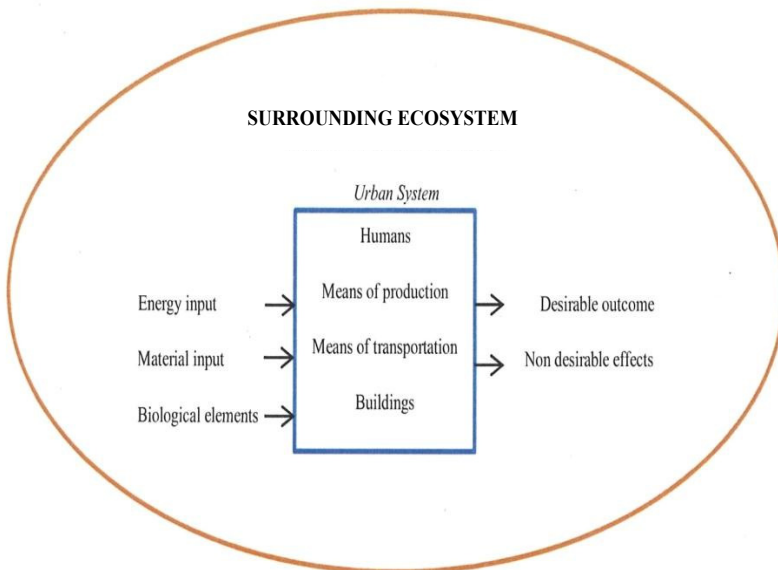 SURROUNDING ECOSYSTEM
Urban System
Humans
Means of production
Means of transportation
Buildings
Energy input
Material input
Biological elements
Desirable outcome
Non desirable effects